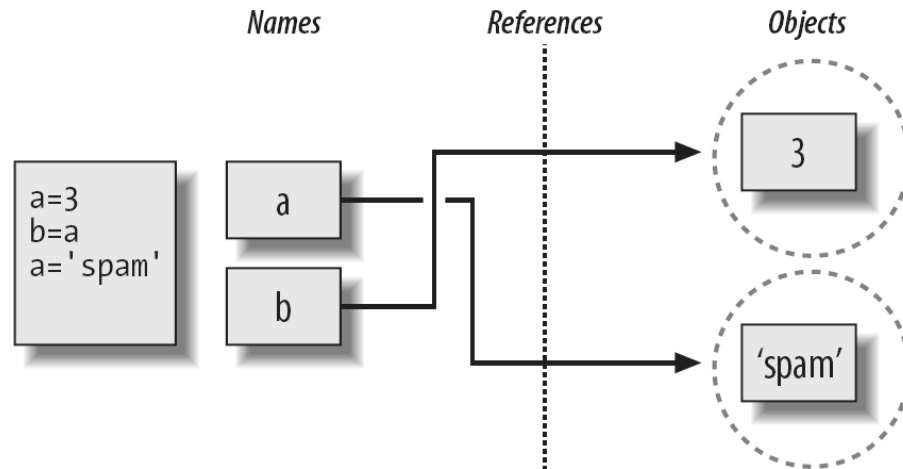 Names
References
Objects
a=3
b=a
a='spam'
a
b
3
‘spam’